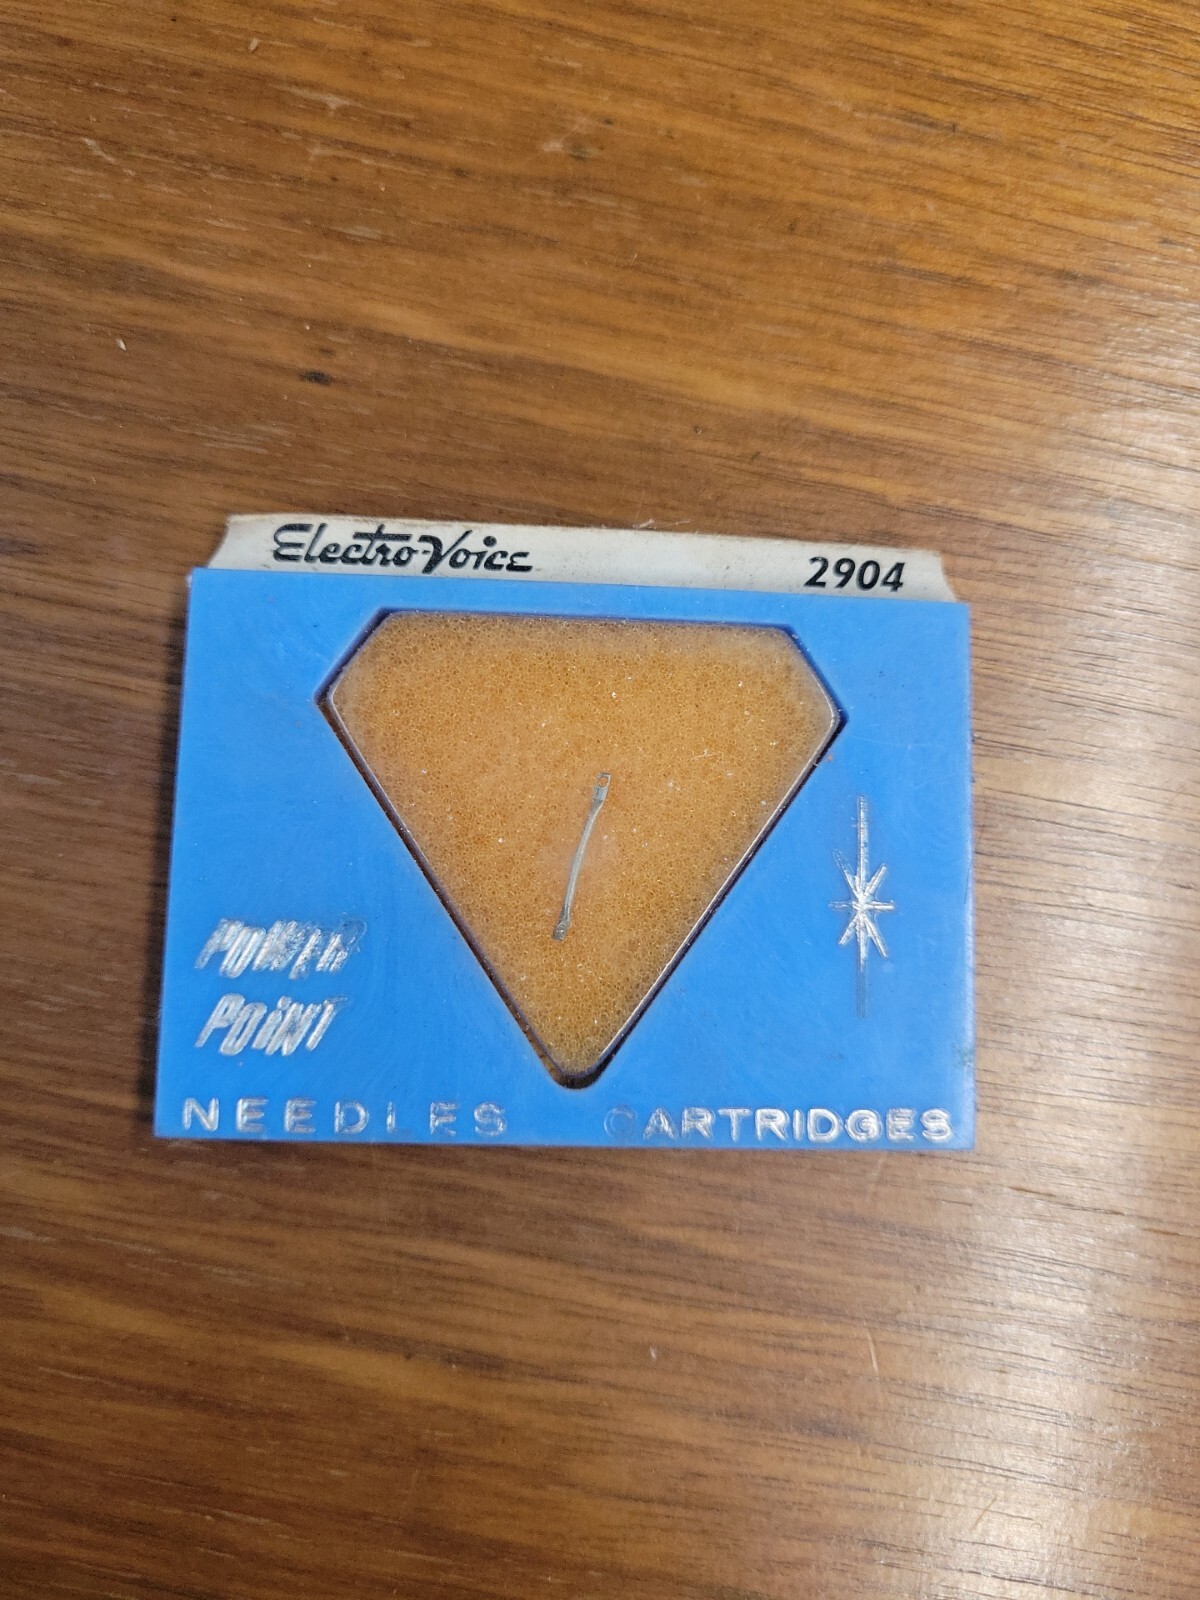 Electro-Voice 2904
POWER
POiNT
NEEDLES CARTRIDGES